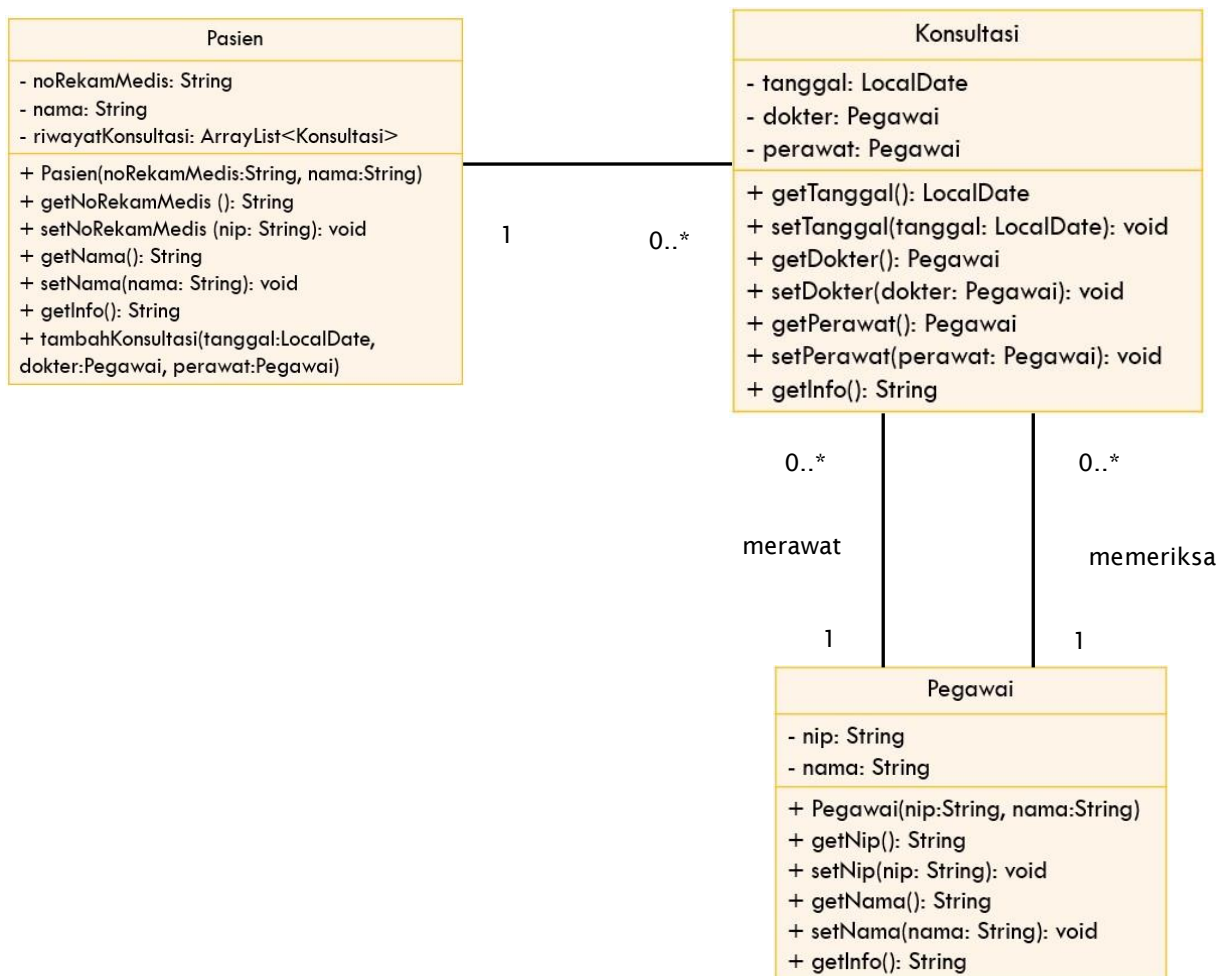 Pasien
- noRekamMedis: String
- nama: String
- riwayatKonsultasi: ArrayList<Konsultasi>
+ Pasien(noRekamMedis:String, nama:String)
+ getNoRekamMedis (): String
+ setNoRekamMedis (nip: String): void
+ getNama(): String
+ setNama(nama: String): void
+ getInfo(): String
+ tambahKonsultasi(tanggal:LocalDate,
dokter:Pegawai, perawat:Pegawai)
1
0..*
Konsultasi
- tanggal: LocalDate
- dokter: Pegawai
- perawat: Pegawai
+ getTanggal(): LocalDate
+ setTanggal(tanggal: LocalDate): void
+ getDokter(): Pegawai
+ setDokter(dokter: Pegawai): void
+ getPerawat(): Pegawai
+ setPerawat(perawat: Pegawai): void
+ getInfo(): String
0..*
0..*
merawat
memeriksa
1
1
Pegawai
- nip: String
- nama: String
+ Pegawai(nip:String, nama:String)
+ getNip(): String
+ setNip(nip: String): void
+ getNama(): String
+ setNama(nama: String): void
+ getInfo(): String